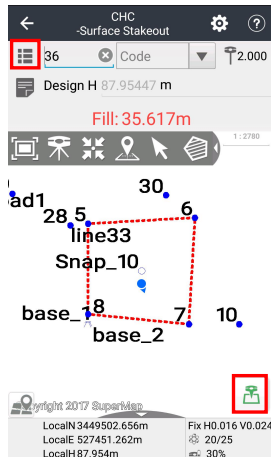 CHC
-Surface Stakeout
36
Code
2.000
Design H 87.95447 m
Fill: 35.617m
1 : 2780
30
ad1
28
5
6
line33
Snap_10
base_1
8
7
10
base_2
Copyright 2017 SuperMap
LocalN 3449502.656m
Fix H0.016 V0.024
LocalE 527451.262m
20/25
LocalH 87.954m
30%